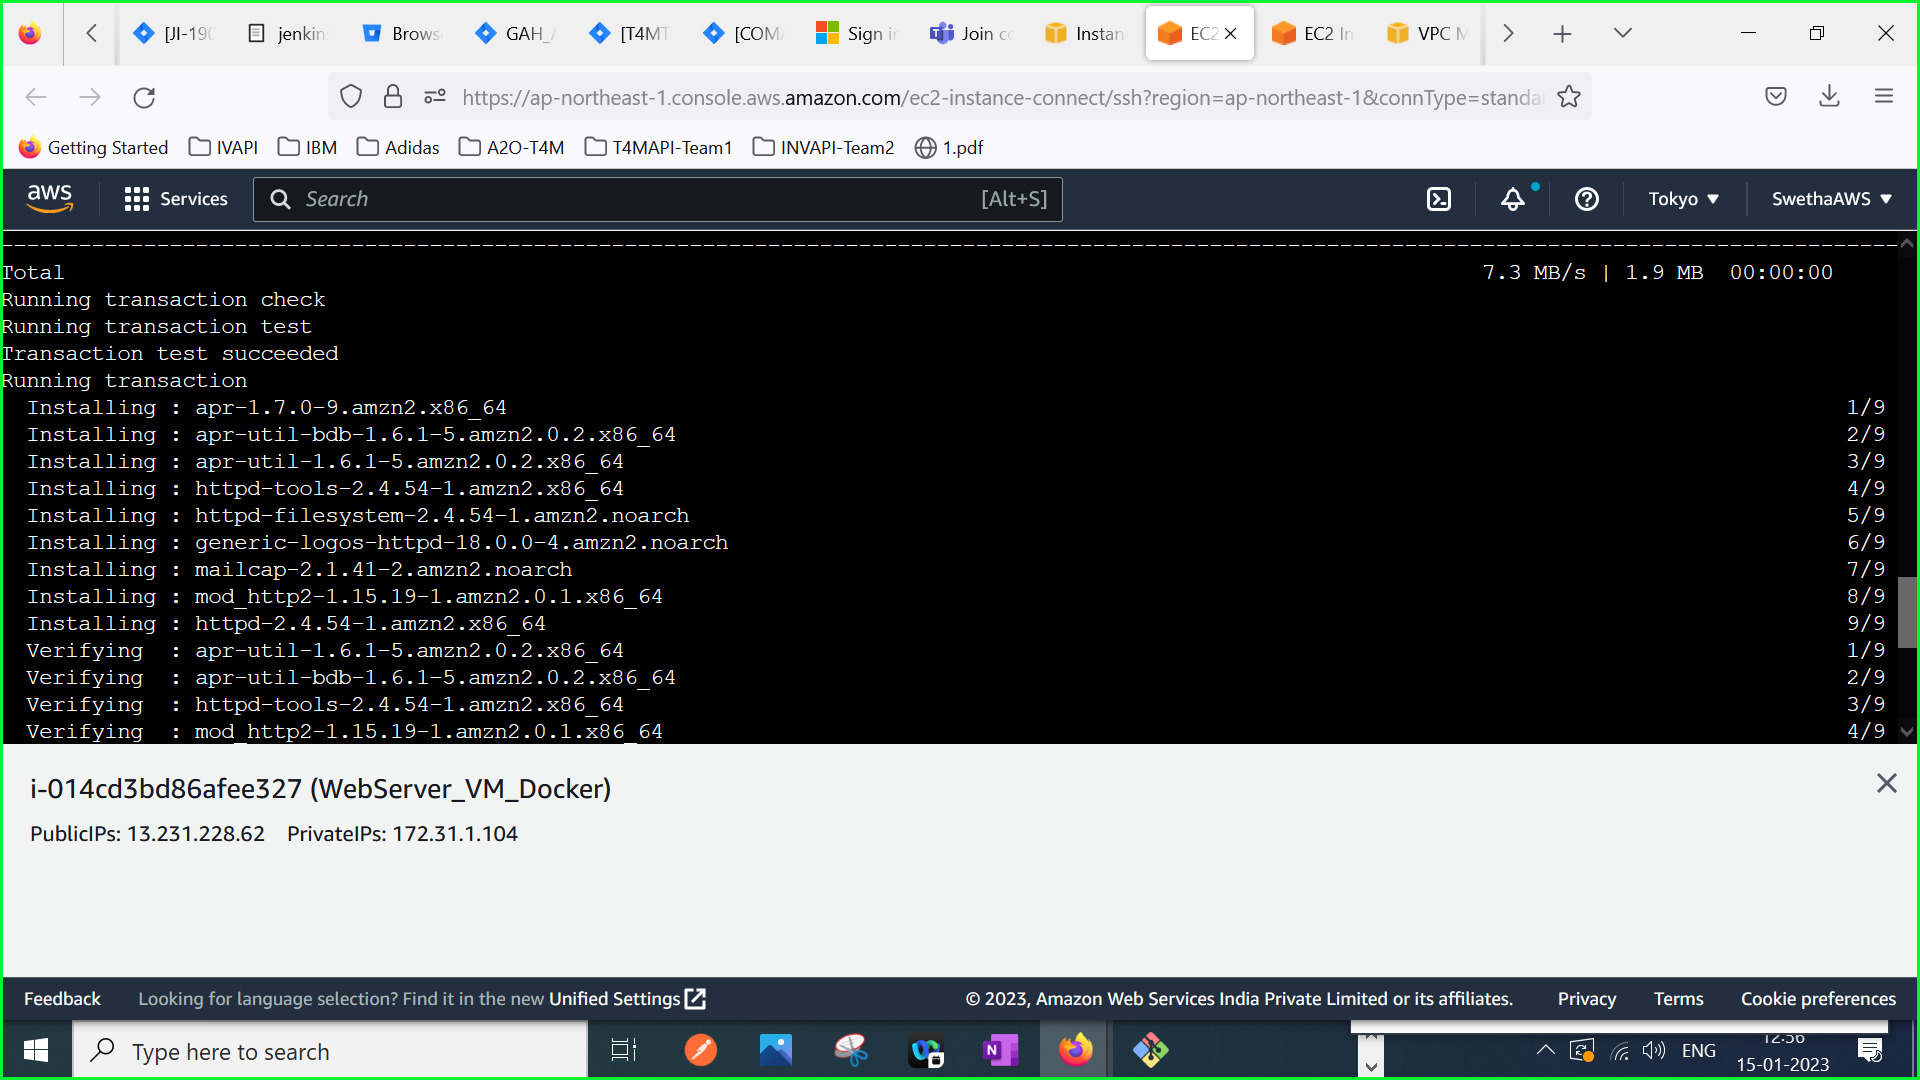 [JI-190
jenkin
Brows
GAH_
[T4MT
[COM
Sign i
Join c
Instan
EC2
EC2 In
VPC M
https://ap-northeast-1.console.aws.amazon.com/ec2-instance-connect/ssh?region=ap-northeast-1&connType=standa
Getting Started
IVAPI
IBM
Adidas
A2O-T4M
T4MAPI-Team1
INVAPI-Team2
1.pdf
aws
Services
Search
[Alt+S]
Tokyo
SwethaAWS
Total 7.3 MB/s | 1.9 MB 00:00:00
Running transaction check
Running transaction test
Transaction test succeeded
Running transaction
Installing : apr-1.7.0-9.amzn2.x86_64 1/9
Installing : apr-util-bdb-1.6.1-5.amzn2.0.2.x86_64 2/9
Installing : apr-util-1.6.1-5.amzn2.0.2.x86_64 3/9
Installing : httpd-tools-2.4.54-1.amzn2.x86_64 4/9
Installing : httpd-filesystem-2.4.54-1.amzn2.noarch 5/9
Installing : generic-logos-httpd-18.0.0-4.amzn2.noarch 6/9
Installing : mailcap-2.1.41-2.amzn2.noarch 7/9
Installing : mod_http2-1.15.19-1.amzn2.0.1.x86_64 8/9
Installing : httpd-2.4.54-1.amzn2.x86_64 9/9
Verifying : apr-util-1.6.1-5.amzn2.0.2.x86_64 1/9
Verifying : apr-util-bdb-1.6.1-5.amzn2.0.2.x86_64 2/9
Verifying : httpd-tools-2.4.54-1.amzn2.x86_64 3/9
Verifying : mod_http2-1.15.19-1.amzn2.0.1.x86_64 4/9
i-014cd3bd86afee327 (WebServer_VM_Docker)
PublicIPs: 13.231.228.62 PrivateIPs: 172.31.1.104
Feedback
Looking for language selection? Find it in the new Unified Settings
© 2023, Amazon Web Services India Private Limited or its affiliates.
Privacy
Terms
Cookie preferences
Type here to search
ENG
12:56
15-01-2023